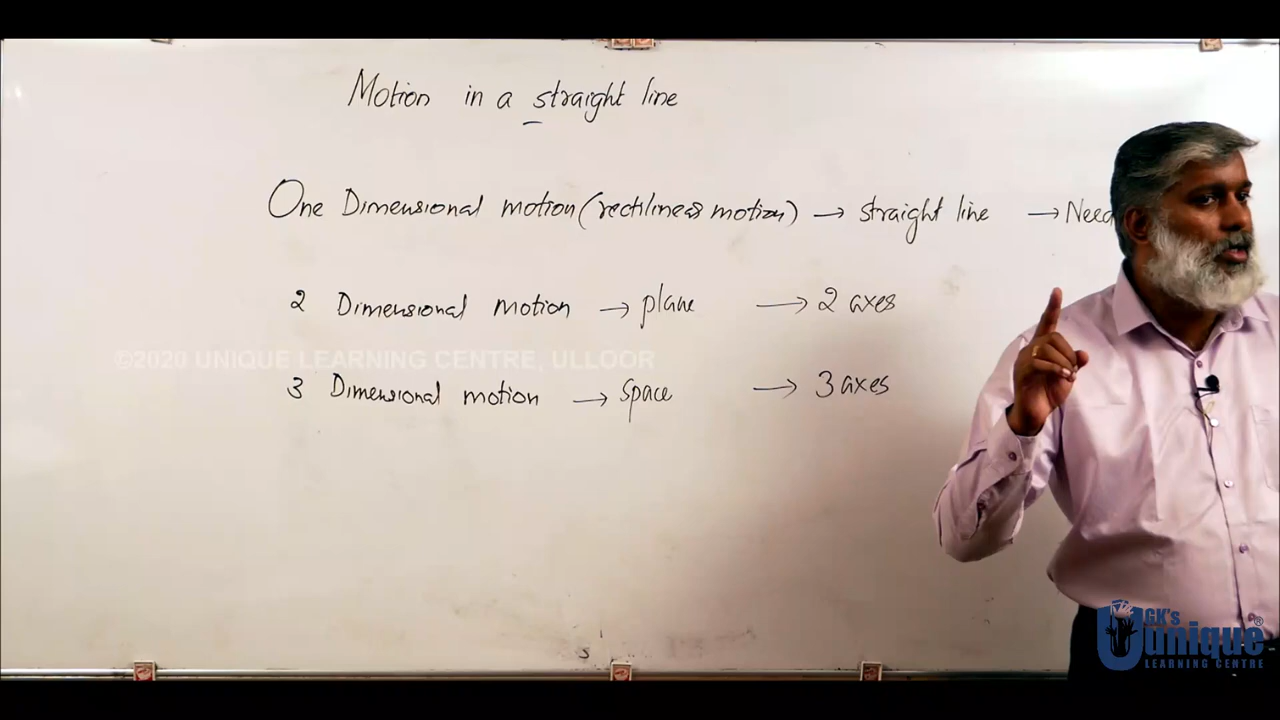 Motion in a straight line
One Dimensional motion (rectilinear motion) → straight line → Need
2 Dimensional motion → plane → 2 axes
©2020 UNIQUE LEARNING CENTRE, ULLOOR
3 Dimensional motion → space → 3 axes
GK's
unique®
LEARNING CENTRE